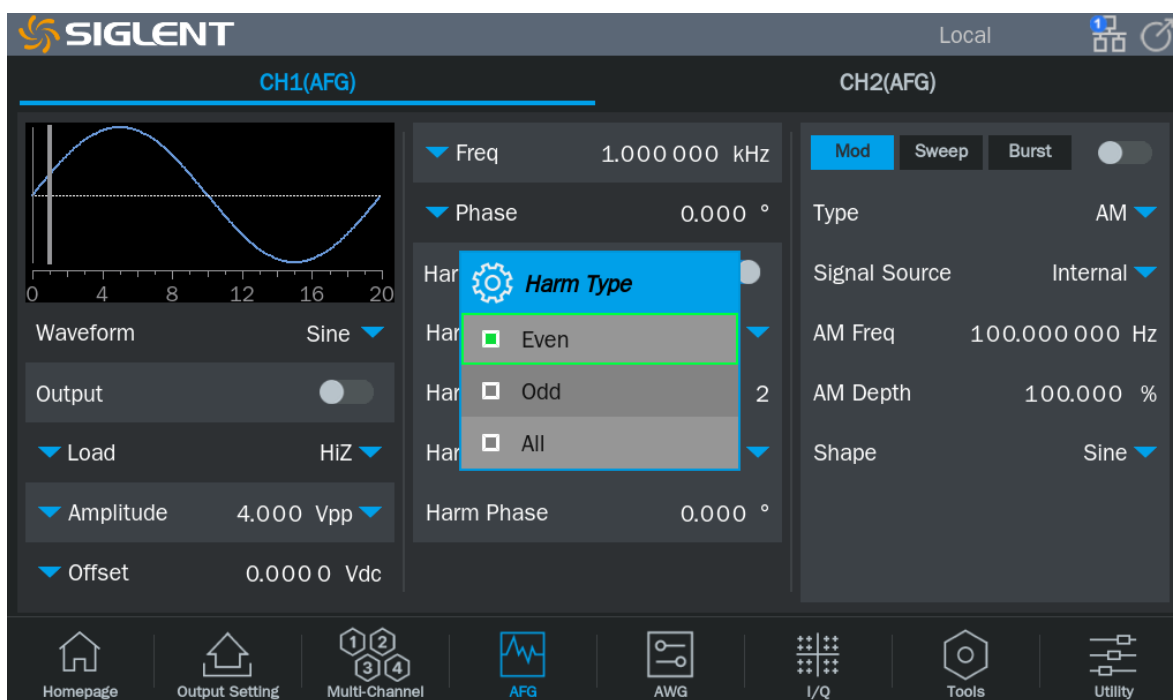 SIGLENT
Local
1
CH1(AFG)
CH2(AFG)
0 4 8 12 16 20
Waveform Sine
Output
Load HiZ
Amplitude 4.000 Vpp
Offset 0.0000 Vdc
Freq 1.000000 kHz
Phase 0.000 °
Har
Har
Har 2
Har
Harm Phase 0.000 °
Harm Type
Even
Odd
All
Mod Sweep Burst
Type AM
Signal Source Internal
AM Freq 100.000000 Hz
AM Depth 100.000 %
Shape Sine
Homepage
Output Setting
1 2
3 4
Multi-Channel
AFG
AWG
I/Q
Tools
Utility